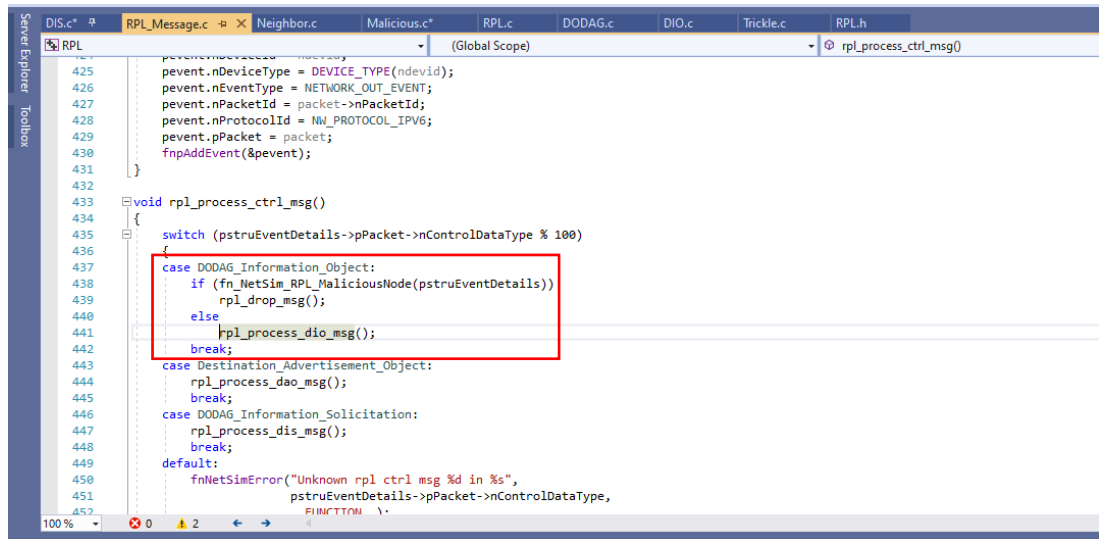 Server Explorer
Toolbox
DIS.c* RPL_Message.c Neighbor.c Malicious.c* RPL.c DODAG.c DIO.c Trickle.c RPL.h
RPL (Global Scope) rpl_process_ctrl_msg()
425 pevent.nDeviceType = DEVICE_TYPE(ndevid);
426 pevent.nEventType = NETWORK_OUT_EVENT;
427 pevent.nPacketId = packet->nPacketId;
428 pevent.nProtocolId = NW_PROTOCOL_IPV6;
429 pevent.pPacket = packet;
430 fnpAddEvent(&pevent);
431 }
432
433 void rpl_process_ctrl_msg()
434 {
435 switch (pstruEventDetails->pPacket->nControlDataType % 100)
436 {
437 case DODAG_Information_Object:
438 if (fn_NetSim_RPL_MaliciousNode(pstruEventDetails))
439 rpl_drop_msg();
440 else
441 rpl_process_dio_msg();
442 break;
443 case Destination_Advertisement_Object:
444 rpl_process_dao_msg();
445 break;
446 case DODAG_Information_Solicitation:
447 rpl_process_dis_msg();
448 break;
449 default:
450 fnNetSimError("Unknown rpl ctrl msg %d in %s",
451 pstruEventDetails->pPacket->nControlDataType,
452
100 % 0 2